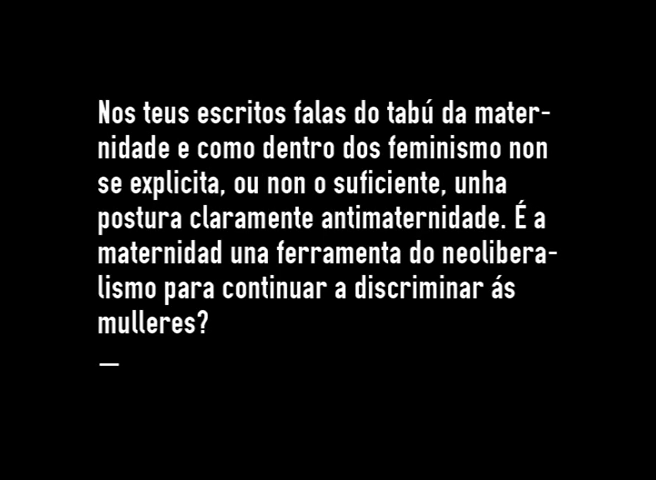 Nos teus escritos falas do tabú da mater-
nidade e como dentro dos feminismo non
se explicita, ou non o suficiente, unha
postura claramente antimaternidade. É a
maternidad una ferramenta do neolibera-
lismo para continuar a discriminar ás
mulleres?
—